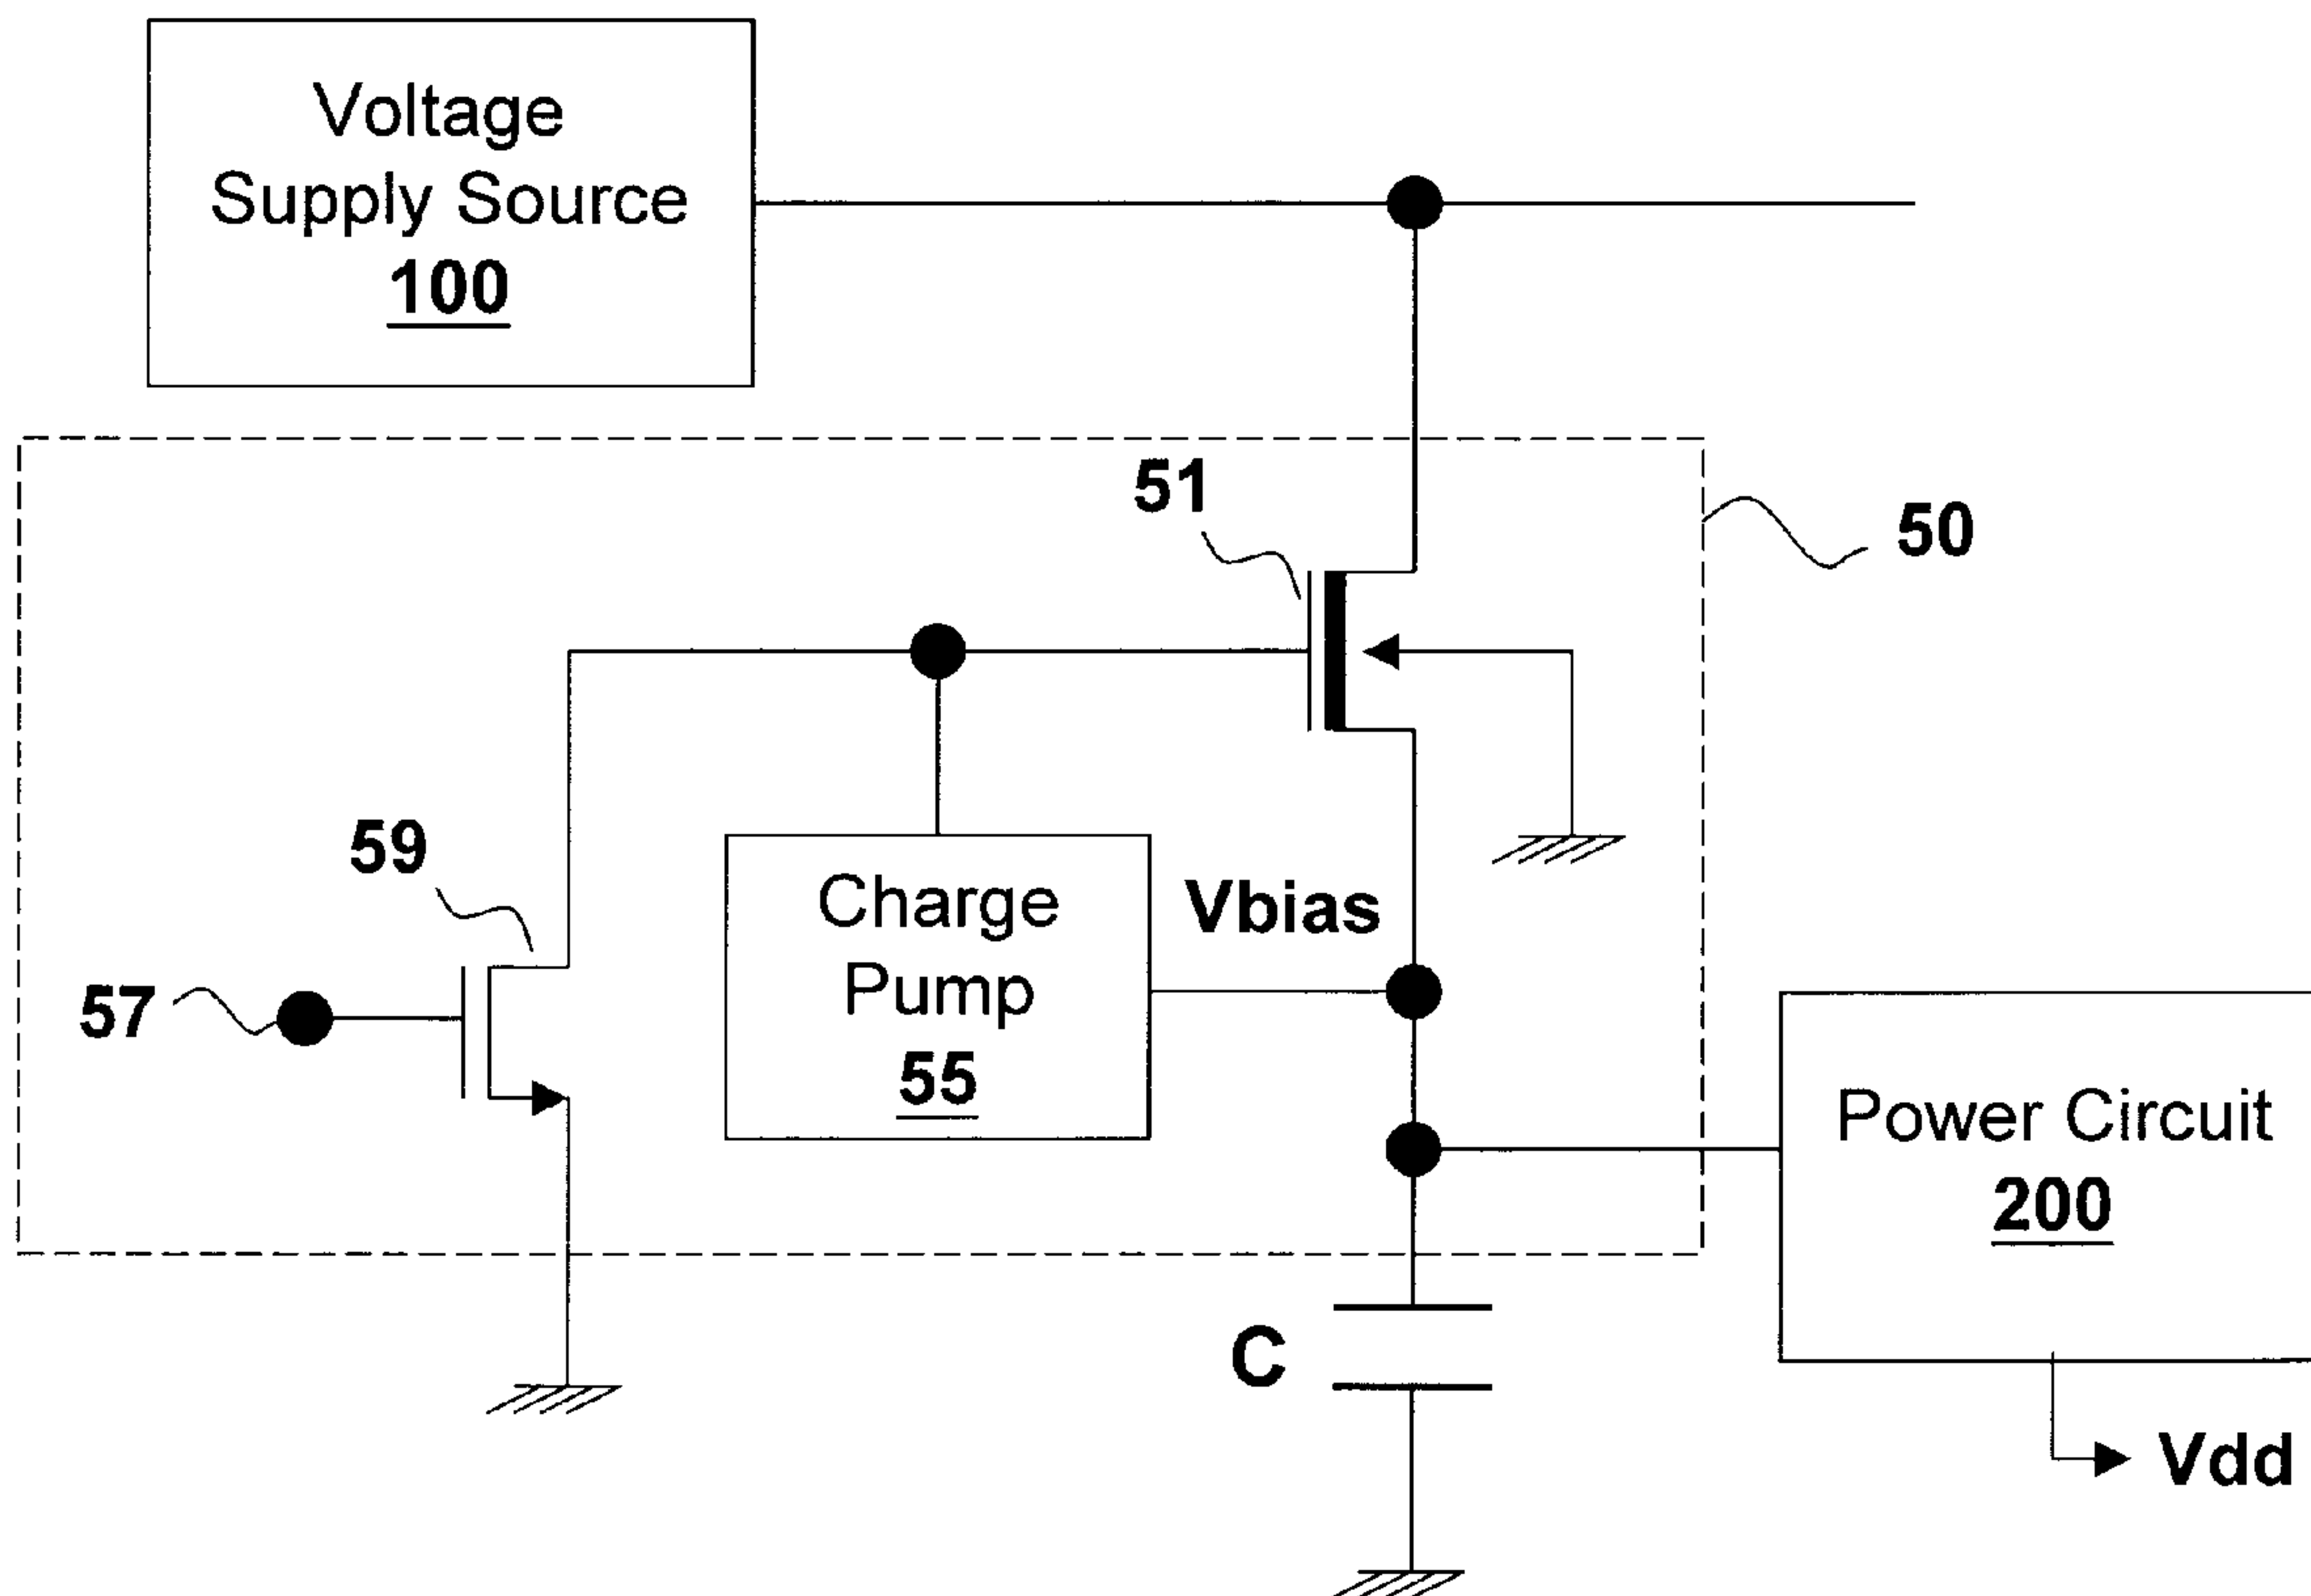 Voltage
Supply Source
100
51
50
59
Charge
Pump
55
Vbias
57
Power Circuit
200
C
Vdd